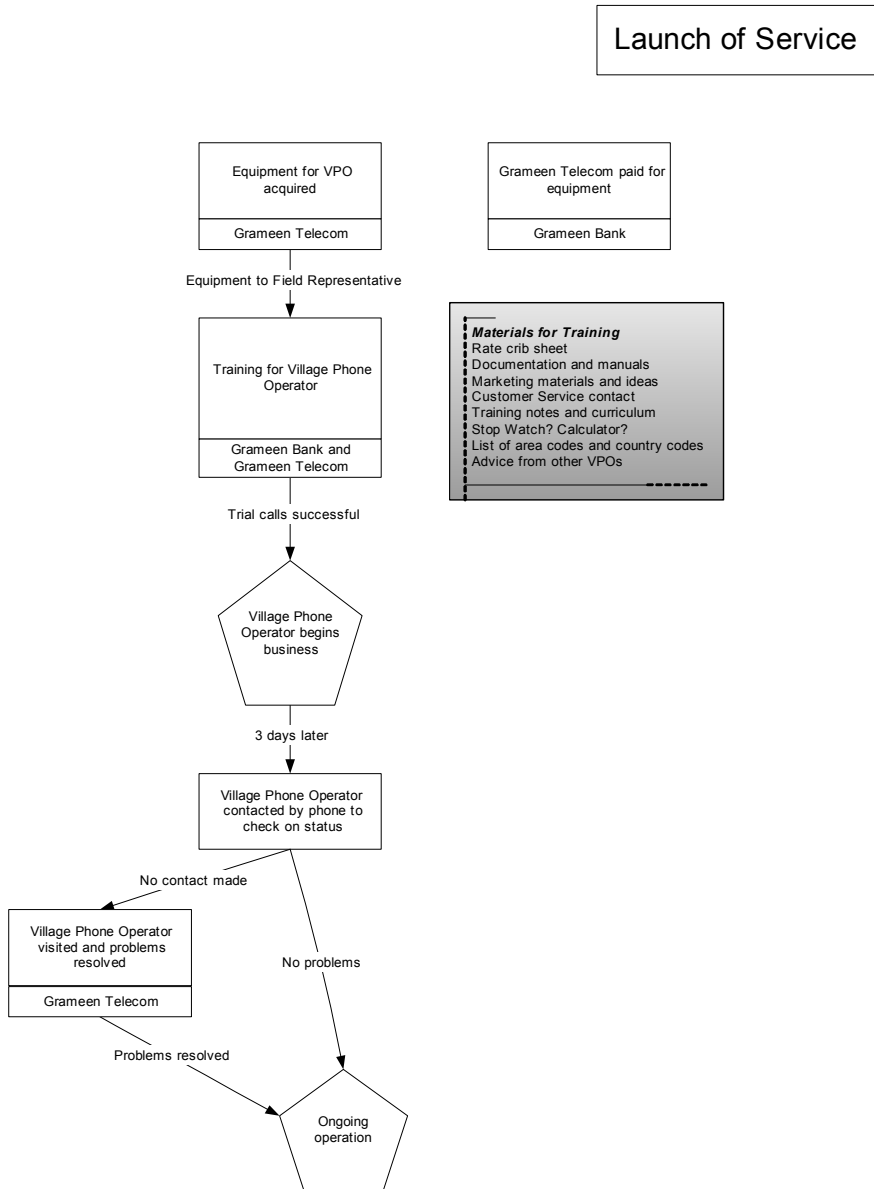 Launch of Service
Equipment for VPO
acquired
Grameen Telecom
Grameen Telecom paid for
equipment
Grameen Bank
Equipment to Field Representative
Training for Village Phone
Operator
Grameen Bank and
Grameen Telecom
Materials for Training
Rate crib sheet
Documentation and manuals
Marketing materials and ideas
Customer Service contact
Training notes and curriculum
Stop Watch? Calculator?
List of area codes and country codes
Advice from other VPOs
Trial calls successful
Village Phone
Operator begins
business
3 days later
Village Phone Operator
contacted by phone to
check on status
No contact made
Village Phone Operator
visited and problems
resolved
Grameen Telecom
No problems
Problems resolved
Ongoing
operation